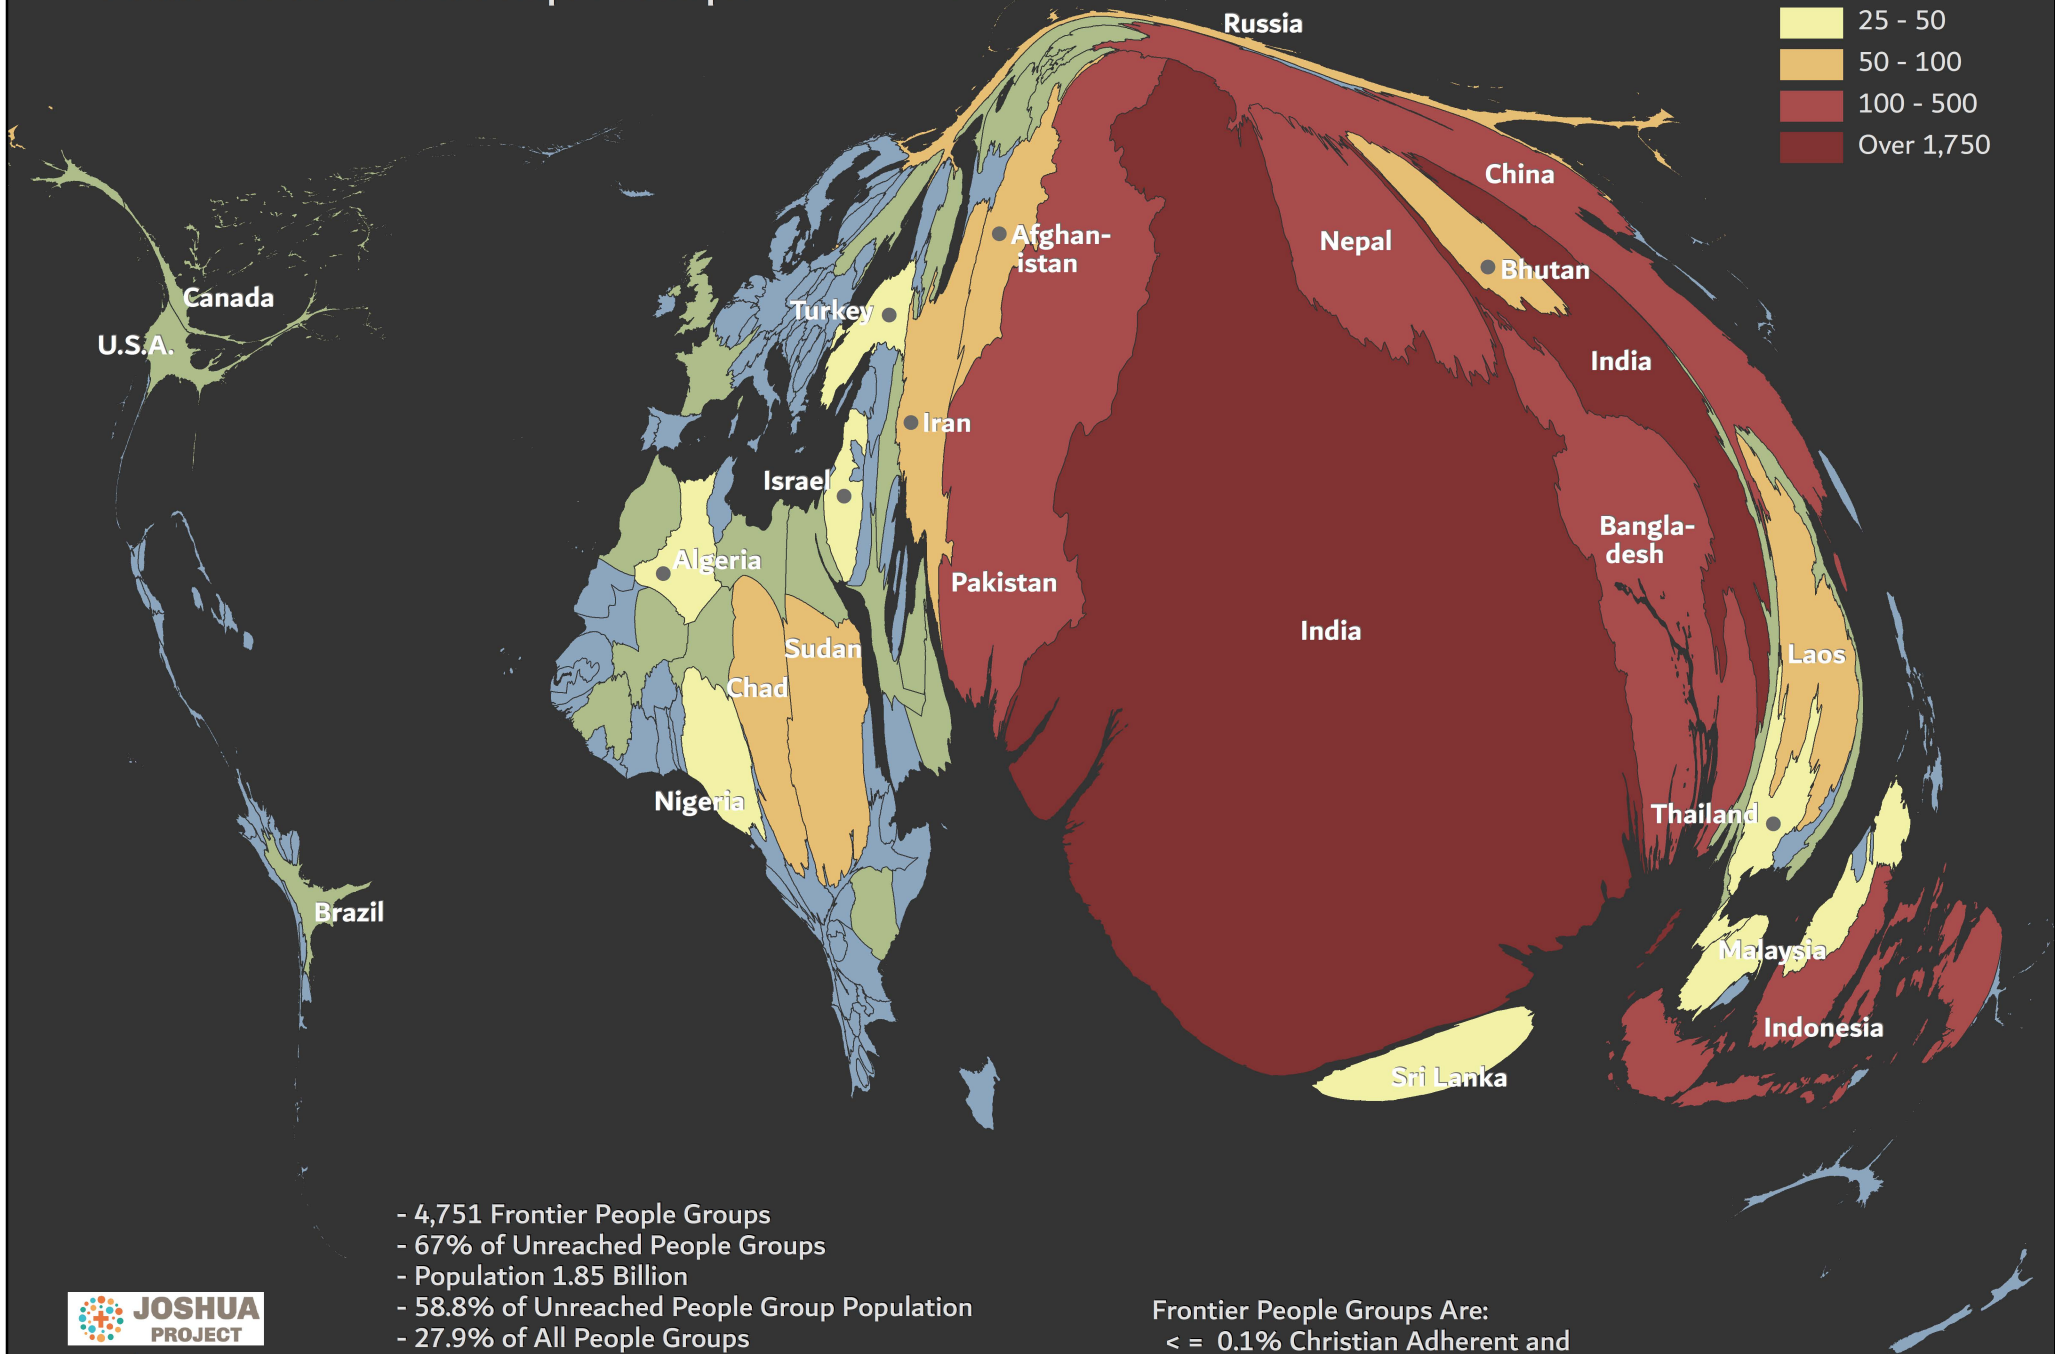 Russia
25 - 50
50 - 100
100 - 500
Over 1,750
China
Nepal
Afghan-
istan
Bhutan
Canada
Turkey
U.S.A.
India
Iran
Israel
Bangla-
desh
Algeria
Pakistan
India
Sudan
Laos
Chad
Nigeria
Thailand
Brazil
Malaysia
Indonesia
Sri Lanka
- 4,751 Frontier People Groups
- 67% of Unreached People Groups
- Population 1.85 Billion
- 58.8% of Unreached People Group Population
- 27.9% of All People Groups
JOSHUA
PROJECT
Frontier People Groups Are:
< = 0.1% Christian Adherent and